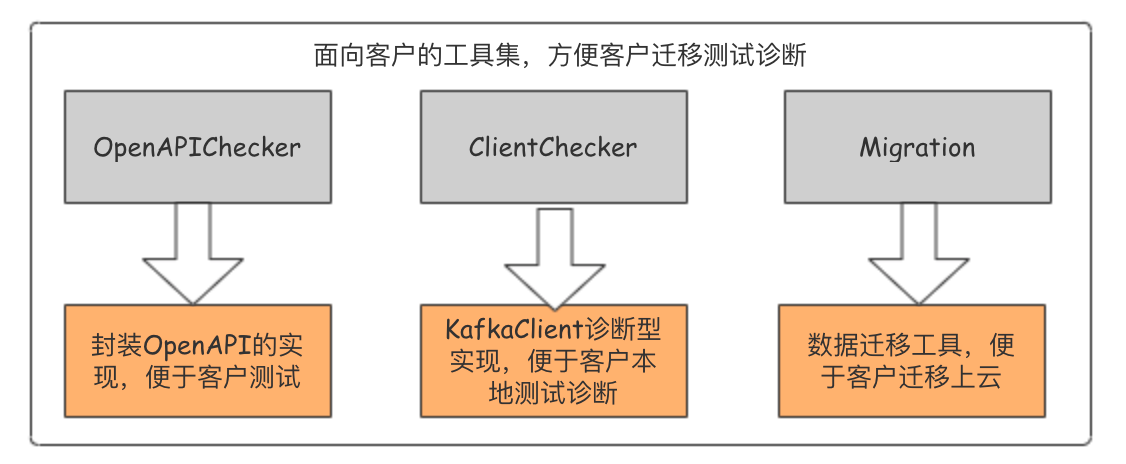 面向客户的工具集，方便客户迁移测试诊断
OpenAPIChecker
ClientChecker
Migration
封装OpenAPI的实
现，便于客户测试
KafkaClient诊断型
实现，便于客户本
地测试诊断
数据迁移工具，便
于客户迁移上云